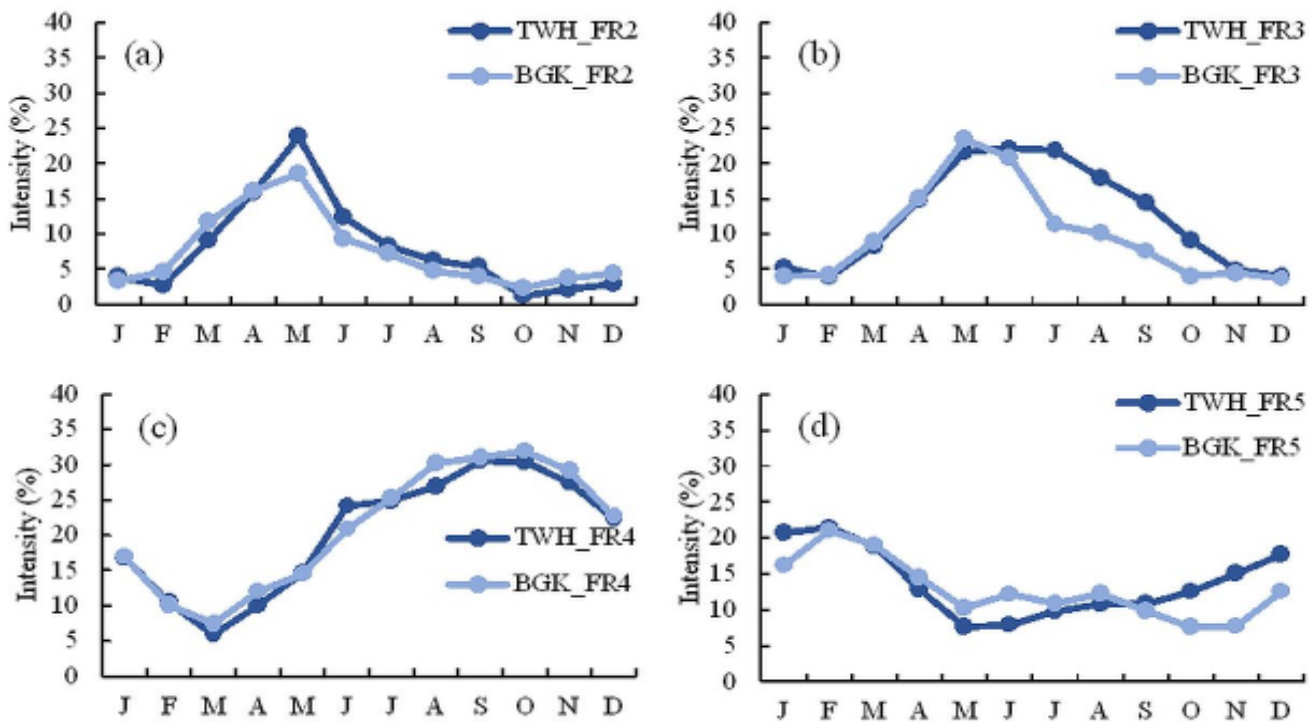 (a)
TWH_FR2
BGK_FR2
Intensity (%)
40
35
30
25
20
15
10
5
0
J F M A M J J A S O N D
(b)
TWH_FR3
BGK_FR3
Intensity (%)
40
35
30
25
20
15
10
5
0
J F M A M J J A S O N D
(c)
TWH_FR4
BGK_FR4
Intensity (%)
40
35
30
25
20
15
10
5
0
J F M A M J J A S O N D
(d)
TWH_FR5
BGK_FR5
Intensity (%)
40
35
30
25
20
15
10
5
0
J F M A M J J A S O N D